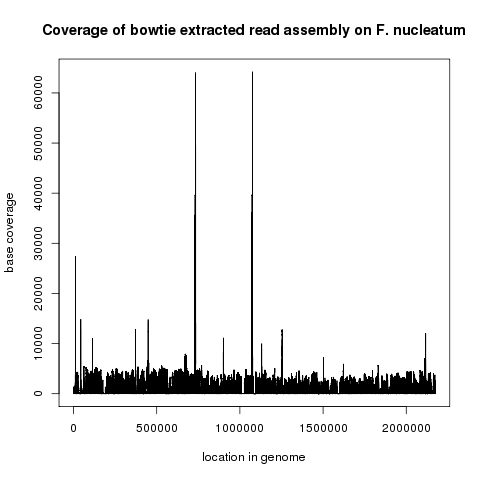 Coverage of bowtie extracted read assembly on F. nucleatum
base coverage
60000
50000
40000
30000
20000
10000
0
0 500000 1000000 1500000 2000000
location in genome